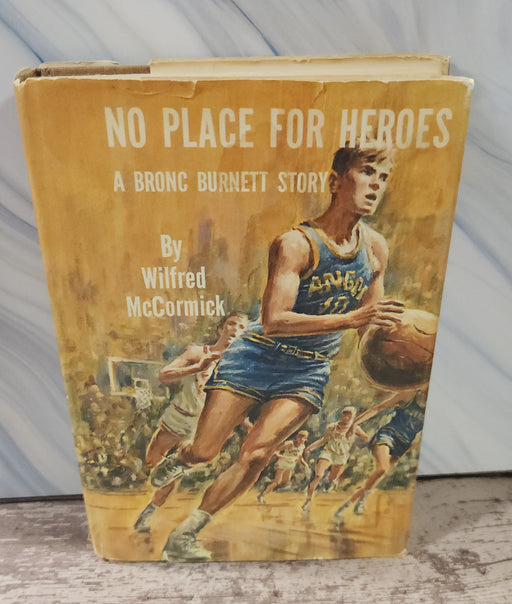 NO PLACE FOR HEROES
A BRONC BURNETT STORY
By
Wilfred
McCormick